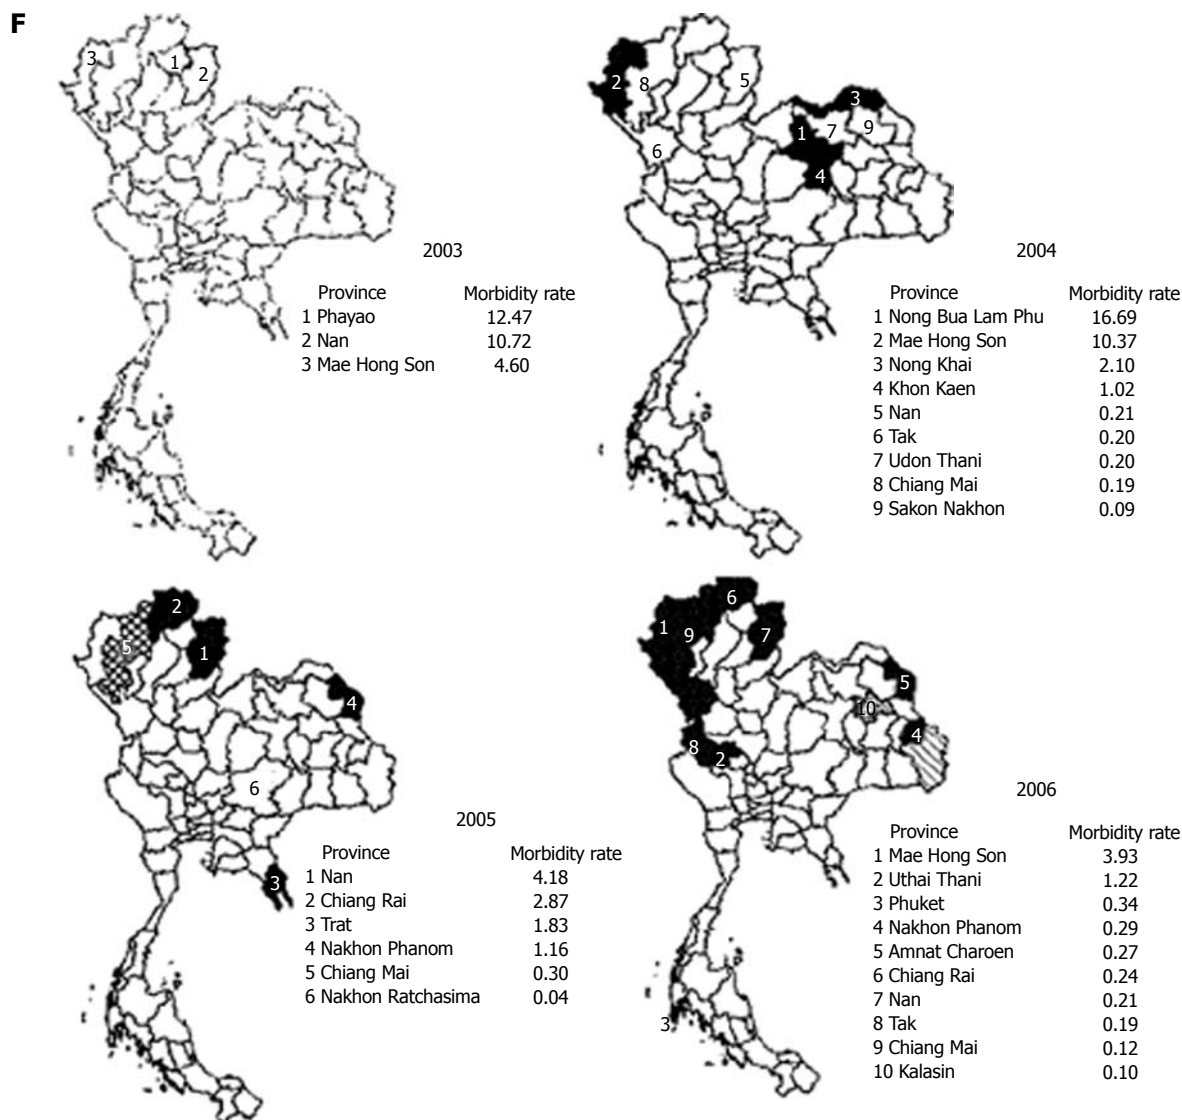 F
3
1
2
2003
Province Morbidity rate
1 Phayao 12.47
2 Nan 10.72
3 Mae Hong Son 4.60
2
8
5
3
1
7
9
6
4
2004
Province Morbidity rate
1 Nong Bua Lam Phu 16.69
2 Mae Hong Son 10.37
3 Nong Khai 2.10
4 Khon Kaen 1.02
5 Nan 0.21
6 Tak 0.20
7 Udon Thani 0.20
8 Chiang Mai 0.19
9 Sakon Nakhon 0.09
2
5
1
4
6
3
2005
Province Morbidity rate
1 Nan 4.18
2 Chiang Rai 2.87
3 Trat 1.83
4 Nakhon Phanom 1.16
5 Chiang Mai 0.30
6 Nakhon Ratchasima 0.04
6
1
9
7
5
10
4
8
2
3
2006
Province Morbidity rate
1 Mae Hong Son 3.93
2 Uthai Thani 1.22
3 Phuket 0.34
4 Nakhon Phanom 0.29
5 Amnat Charoen 0.27
6 Chiang Rai 0.24
7 Nan 0.21
8 Tak 0.19
9 Chiang Mai 0.12
10 Kalasin 0.10